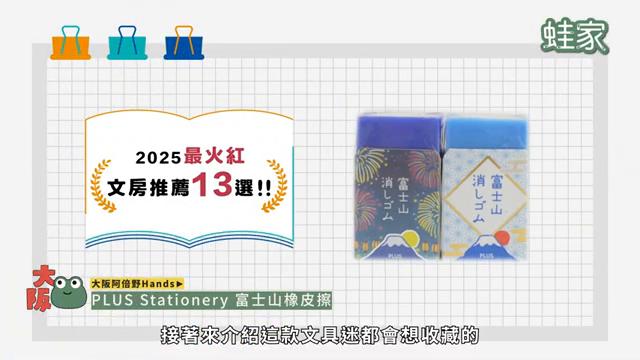 蛙家
2025最火紅
文房推薦13選!!
富士山
消しゴム
PLUS
富士山
消しゴム
PLUS
大阪
大阪阿倍野Hands▶
PLUS Stationery 富士山橡皮擦
接著來介紹這款文具迷都會想收藏的